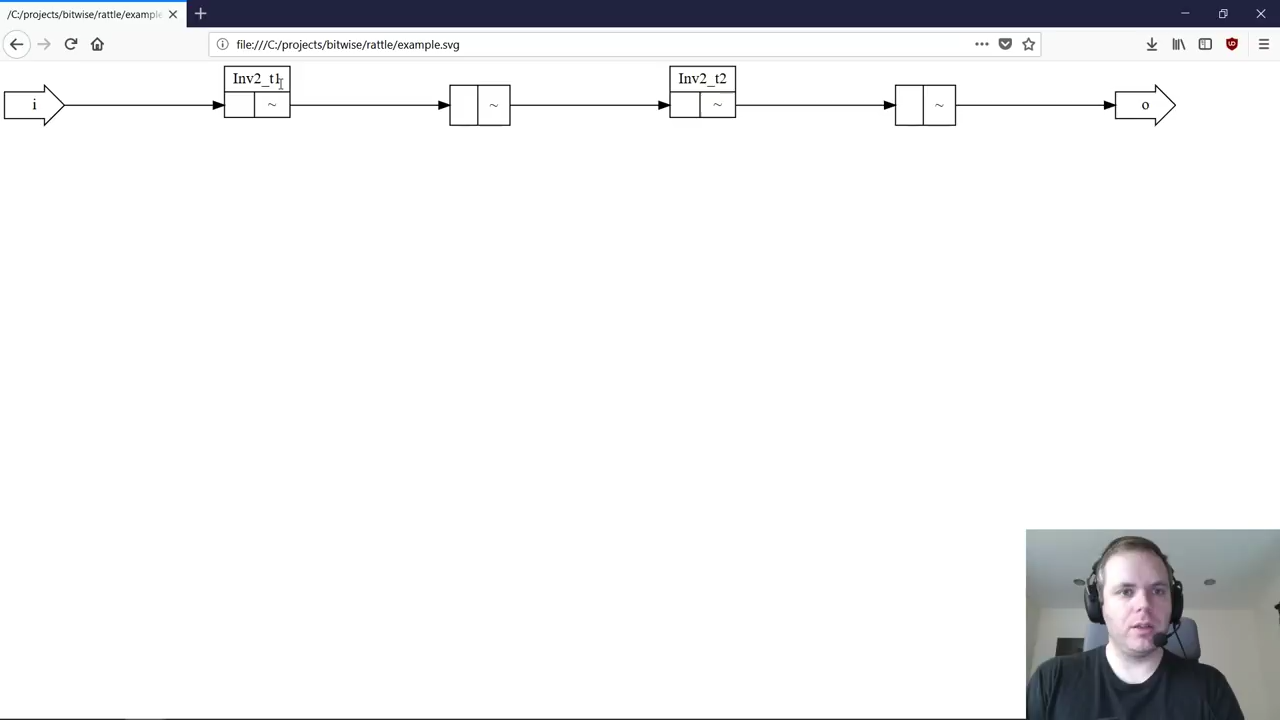 /C:/projects/bitwise/rattle/example
file:///C:/projects/bitwise/rattle/example.svg
Inv2_t1
Inv2_t2
i
~
~
~
~
o